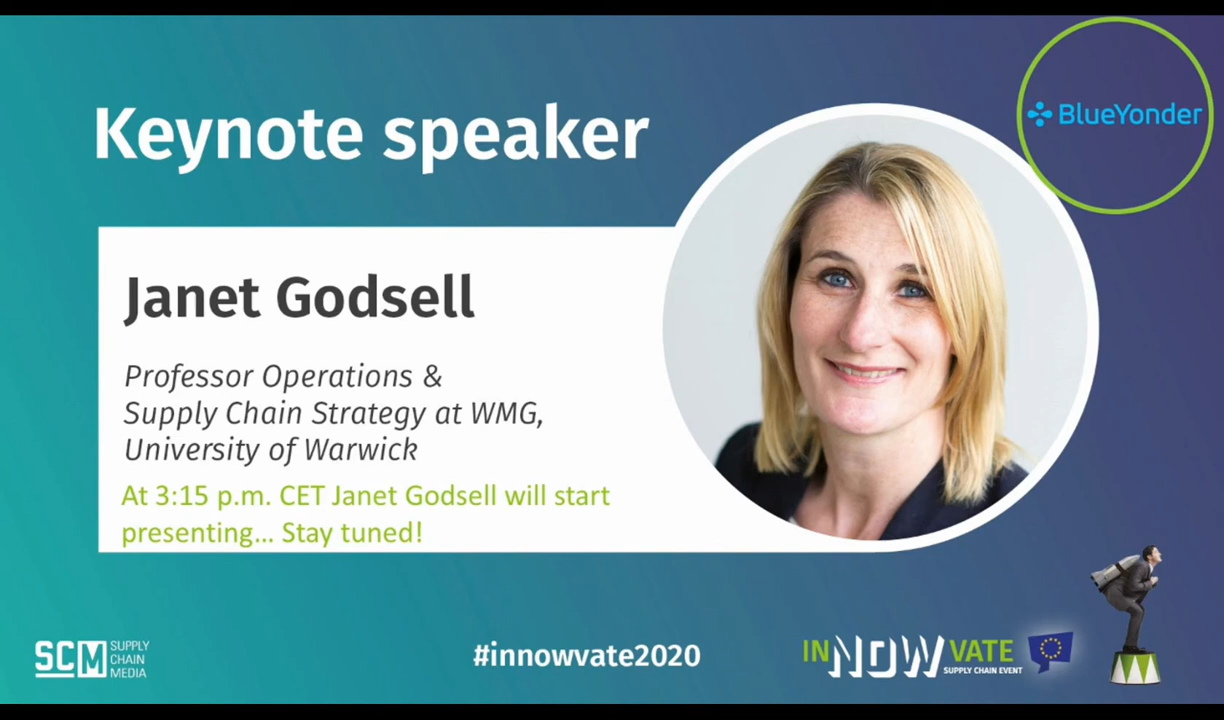 BlueYonder
Keynote speaker
Janet Godsell
Professor Operations &
Supply Chain Strategy at WMG,
University of Warwick
At 3:15 p.m. CET Janet Godsell will start
presenting... Stay tuned!
SCM SUPPLY
CHAIN
MEDIA
#innowvate2020
INNOWVATE
SUPPLY CHAIN EVENT